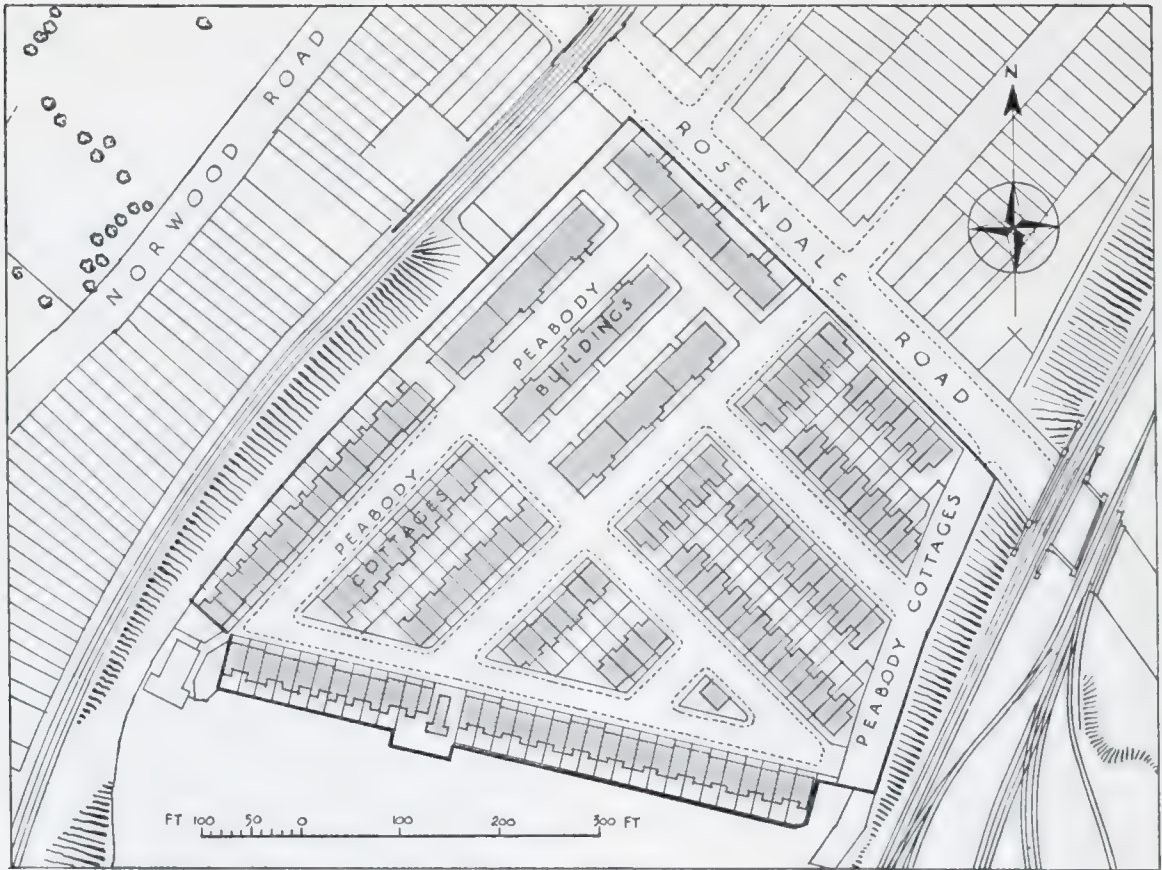 NORWOOD ROAD
ROSENDALE ROAD
N
PEABODY
BUILDINGS
PEABODY
COTTAGES
PEABODY COTTAGES
FT 100 50 0 100 200 300 FT